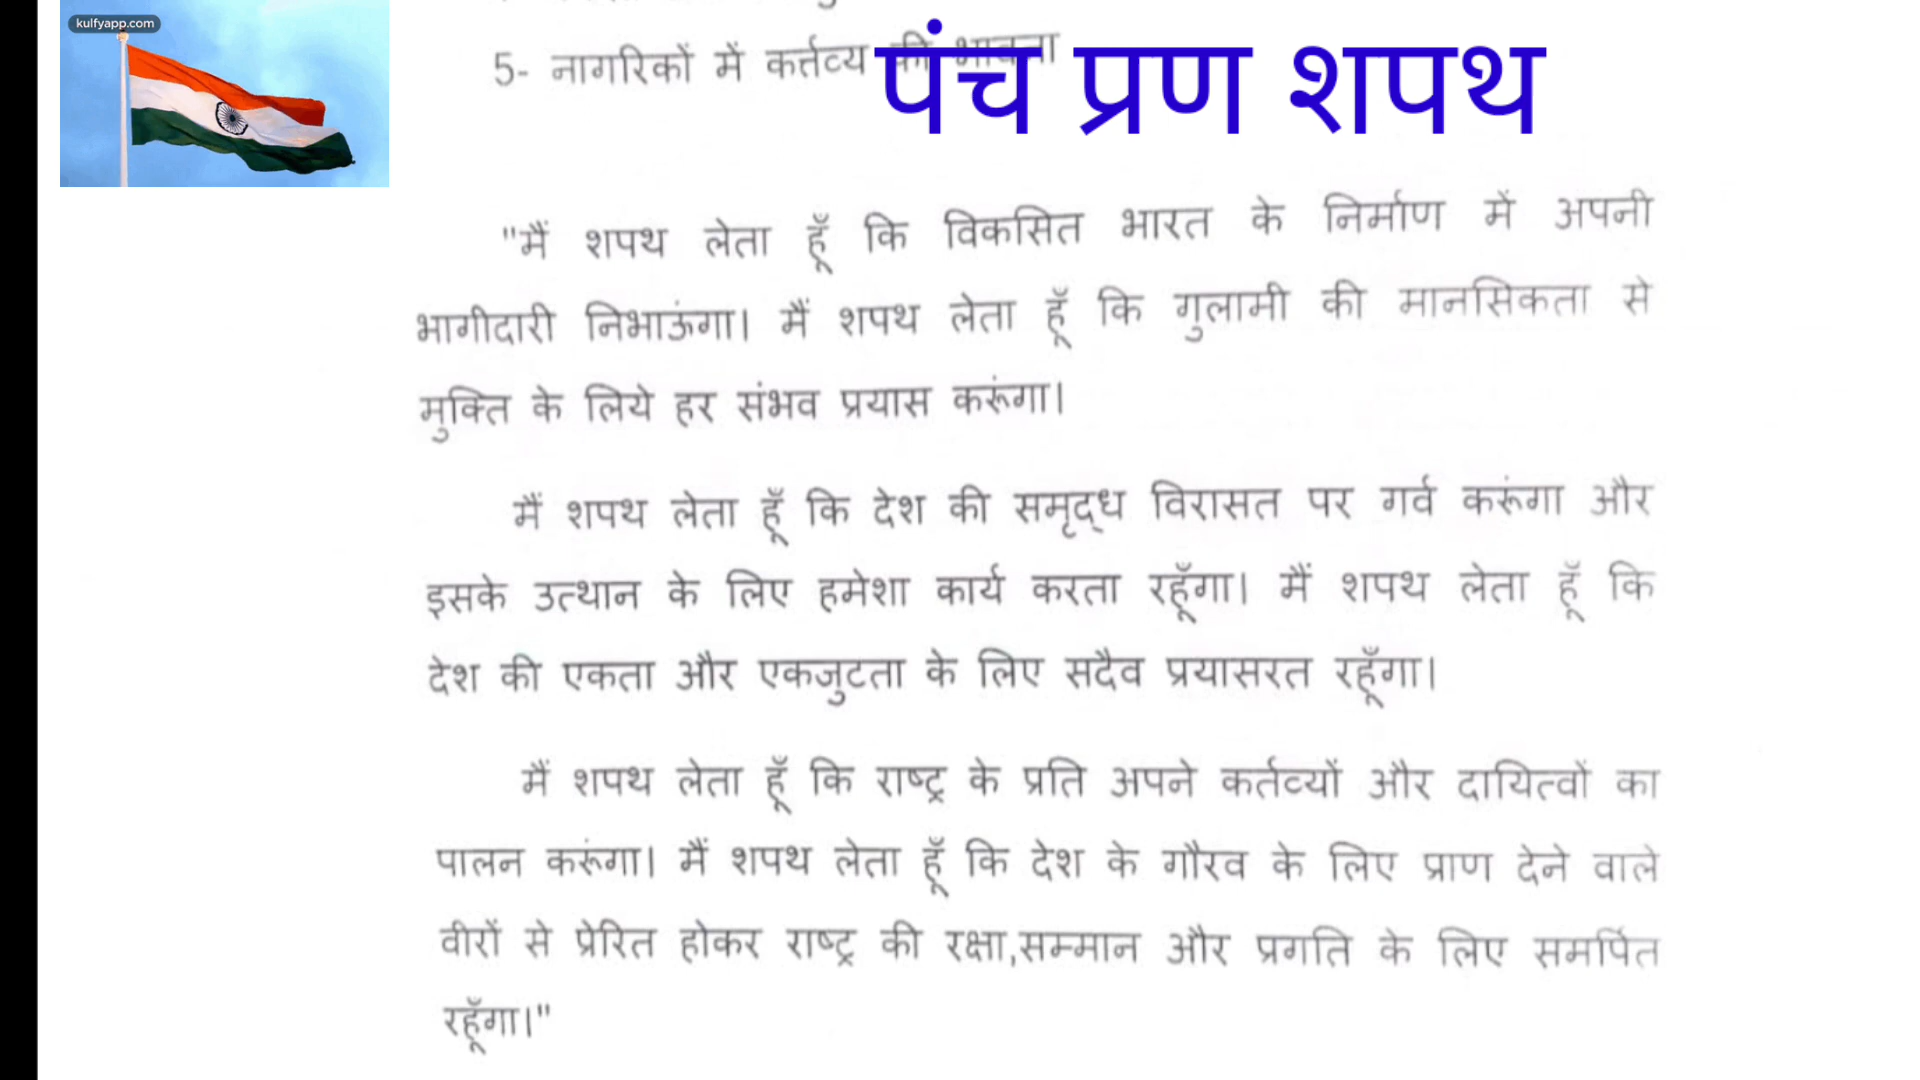 kulfyapp.com
5- नागरिकों में कर्तव्य की भावना
पंच प्रण शपथ
"मैं शपथ लेता हूँ कि विकसित भारत के निर्माण में अपनी
भागीदारी निभाऊंगा। मैं शपथ लेता हूँ कि गुलामी की मानसिकता से
मुक्ति के लिये हर संभव प्रयास करूंगा।
मैं शपथ लेता हूँ कि देश की समृद्ध विरासत पर गर्व करूंगा और
इसके उत्थान के लिए हमेशा कार्य करता रहूँगा। मैं शपथ लेता हूँ कि
देश की एकता और एकजुटता के लिए सदैव प्रयासरत रहूँगा।
मैं शपथ लेता हूँ कि राष्ट्र के प्रति अपने कर्तव्यों और दायित्वों का
पालन करूंगा। मैं शपथ लेता हूँ कि देश के गौरव के लिए प्राण देने वाले
वीरों से प्रेरित होकर राष्ट्र की रक्षा,सम्मान और प्रगति के लिए समर्पित
रहूँगा।"